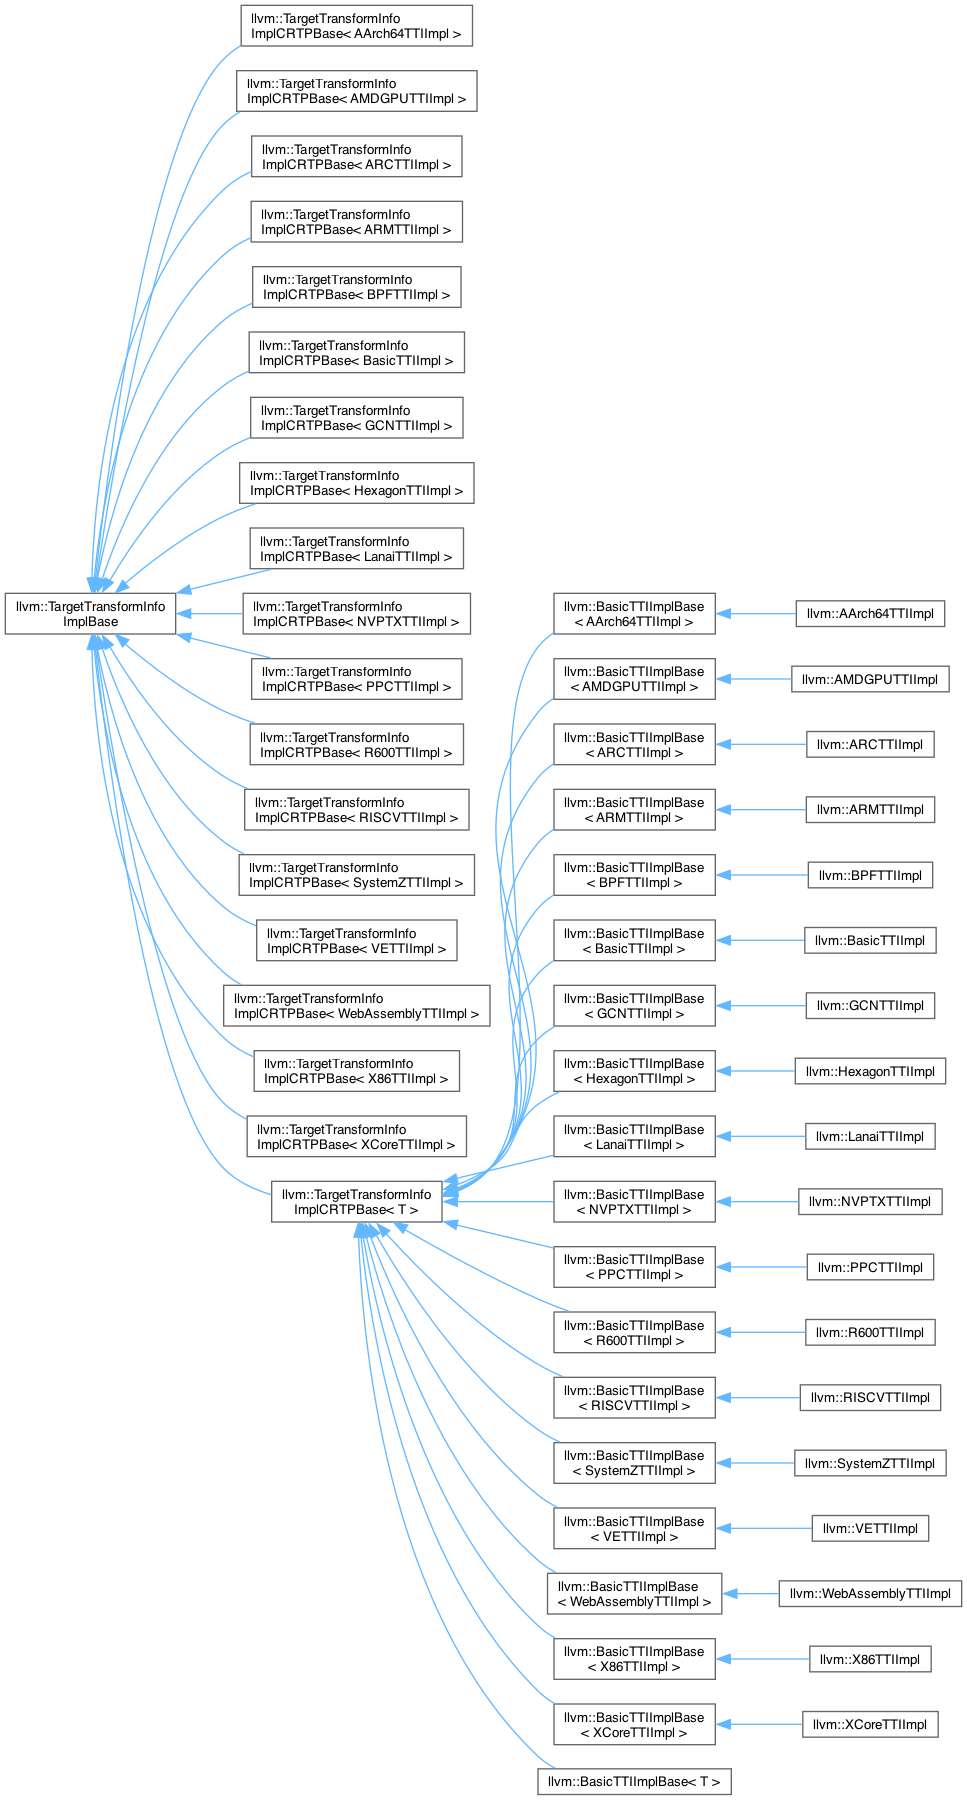 llvm::TargetTransformInfo
ImplCRTPBase< AArch64TTIImpl >
llvm::TargetTransformInfo
ImplCRTPBase< AMDGPUTTIImpl >
llvm::TargetTransformInfo
ImplCRTPBase< ARCTTIImpl >
llvm::TargetTransformInfo
ImplCRTPBase< ARMTTIImpl >
llvm::TargetTransformInfo
ImplCRTPBase< BPFTTIImpl >
llvm::TargetTransformInfo
ImplCRTPBase< BasicTTIImpl >
llvm::TargetTransformInfo
ImplCRTPBase< GCNTTIImpl >
llvm::TargetTransformInfo
ImplCRTPBase< HexagonTTIImpl >
llvm::TargetTransformInfo
ImplCRTPBase< LanaiTTIImpl >
llvm::TargetTransformInfo
ImplBase
llvm::TargetTransformInfo
ImplCRTPBase< NVPTXTTIImpl >
llvm::TargetTransformInfo
ImplCRTPBase< PPCTTIImpl >
llvm::TargetTransformInfo
ImplCRTPBase< R600TTIImpl >
llvm::TargetTransformInfo
ImplCRTPBase< RISCVTTIImpl >
llvm::TargetTransformInfo
ImplCRTPBase< SystemZTTIImpl >
llvm::TargetTransformInfo
ImplCRTPBase< VETTIImpl >
llvm::TargetTransformInfo
ImplCRTPBase< WebAssemblyTTIImpl >
llvm::TargetTransformInfo
ImplCRTPBase< X86TTIImpl >
llvm::TargetTransformInfo
ImplCRTPBase< XCoreTTIImpl >
llvm::TargetTransformInfo
ImplCRTPBase< T >
llvm::BasicTTIImplBase
< AArch64TTIImpl >
llvm::AArch64TTIImpl
llvm::BasicTTIImplBase
< AMDGPUTTIImpl >
llvm::AMDGPUTTIImpl
llvm::BasicTTIImplBase
< ARCTTIImpl >
llvm::ARCTTIImpl
llvm::BasicTTIImplBase
< ARMTTIImpl >
llvm::ARMTTIImpl
llvm::BasicTTIImplBase
< BPFTTIImpl >
llvm::BPFTTIImpl
llvm::BasicTTIImplBase
< BasicTTIImpl >
llvm::BasicTTIImpl
llvm::BasicTTIImplBase
< GCNTTIImpl >
llvm::GCNTTIImpl
llvm::BasicTTIImplBase
< HexagonTTIImpl >
llvm::HexagonTTIImpl
llvm::BasicTTIImplBase
< LanaiTTIImpl >
llvm::LanaiTTIImpl
llvm::BasicTTIImplBase
< NVPTXTTIImpl >
llvm::NVPTXTTIImpl
llvm::BasicTTIImplBase
< PPCTTIImpl >
llvm::PPCTTIImpl
llvm::BasicTTIImplBase
< R600TTIImpl >
llvm::R600TTIImpl
llvm::BasicTTIImplBase
< RISCVTTIImpl >
llvm::RISCVTTIImpl
llvm::BasicTTIImplBase
< SystemZTTIImpl >
llvm::SystemZTTIImpl
llvm::BasicTTIImplBase
< VETTIImpl >
llvm::VETTIImpl
llvm::BasicTTIImplBase
< WebAssemblyTTIImpl >
llvm::WebAssemblyTTIImpl
llvm::BasicTTIImplBase
< X86TTIImpl >
llvm::X86TTIImpl
llvm::BasicTTIImplBase
< XCoreTTIImpl >
llvm::XCoreTTIImpl
llvm::BasicTTIImplBase< T >